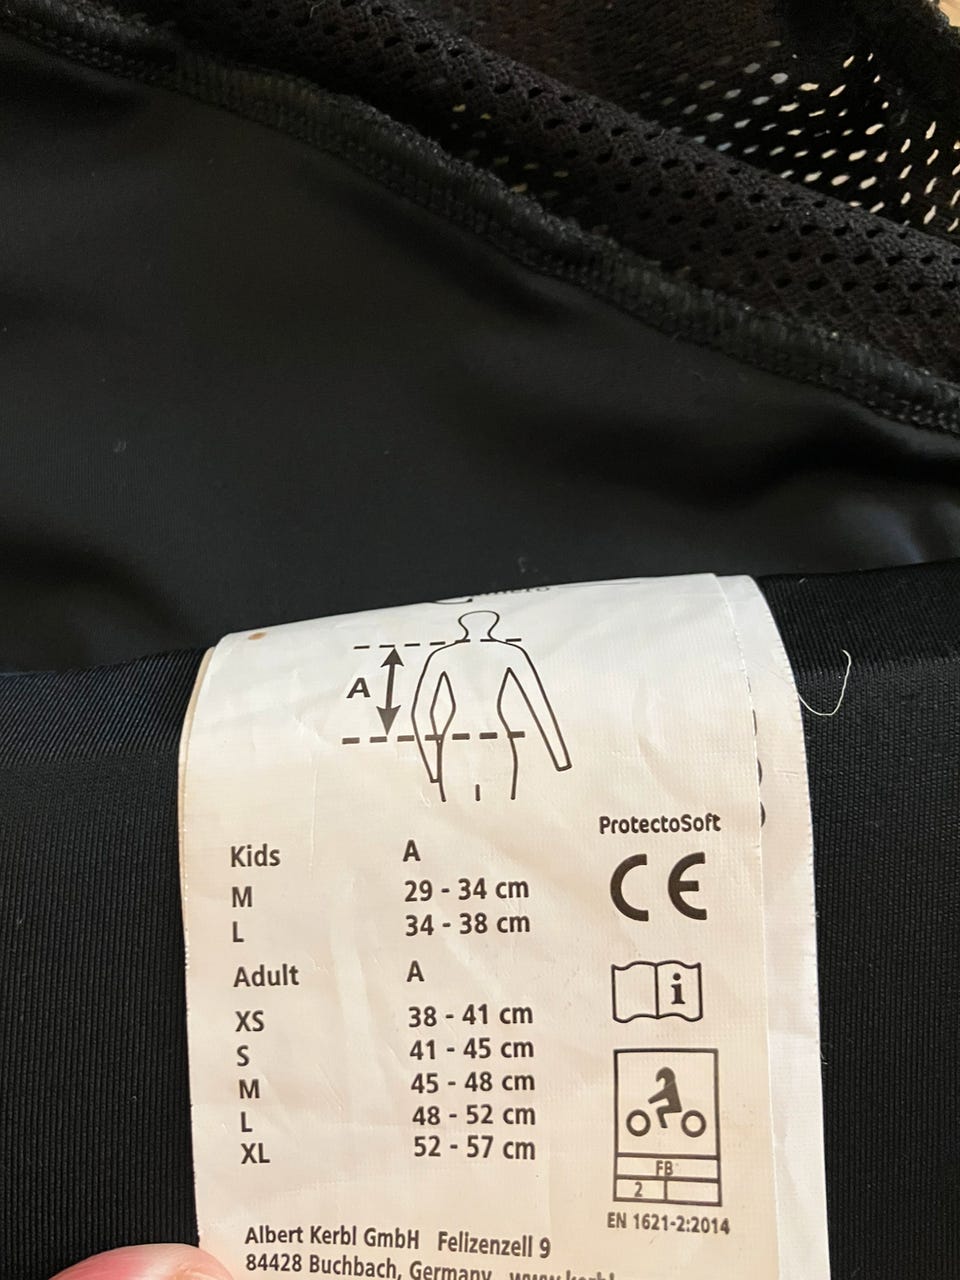 A
ProtectoSoft
Kids A
CE
M 29 - 34 cm
L 34 - 38 cm
Adult A
i
XS 38 - 41 cm
S 41 - 45 cm
M 45 - 48 cm
L 48 - 52 cm
XL 52 - 57 cm
FB
2
EN 1621-2:2014
Albert Kerbl GmbH Felizenzell 9
84428 Buchbach, Germany